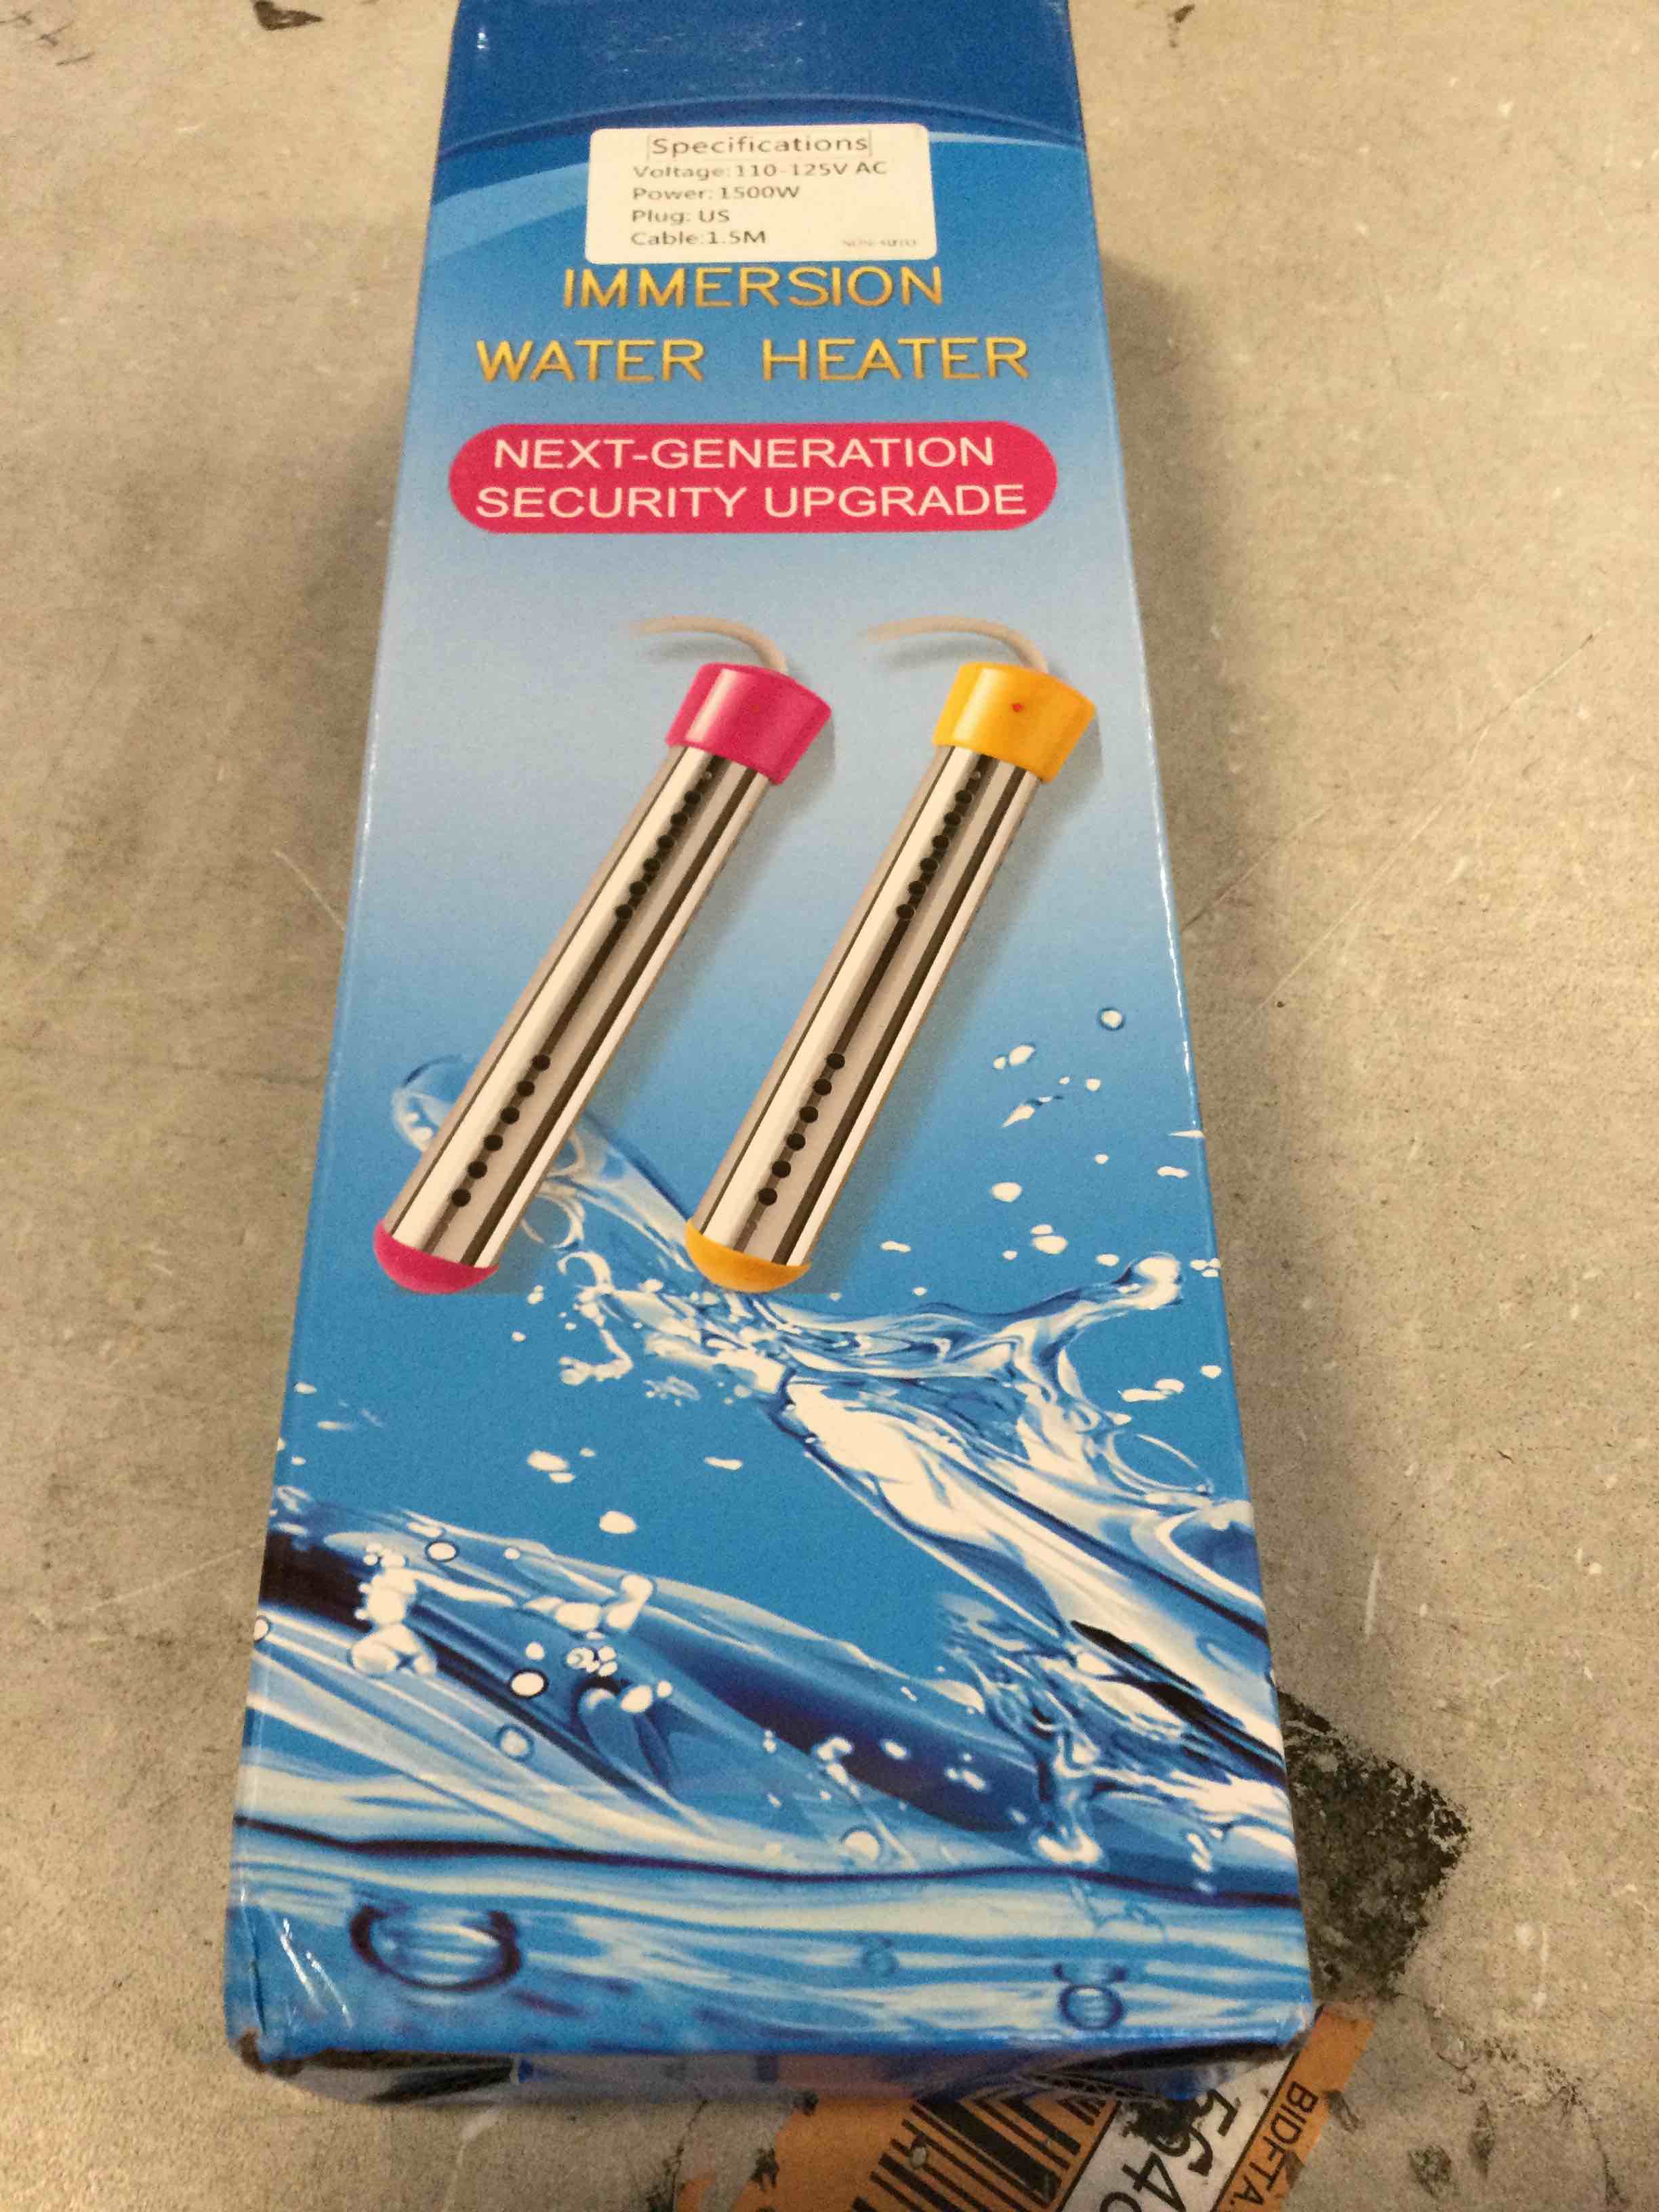 Specifications
Voltage: 110-125V AC
Power: 1500W
Plug: US
Cable: 1.5M
IMMERSION
WATER HEATER
NEXT-GENERATION
SECURITY UPGRADE
BIDFTA